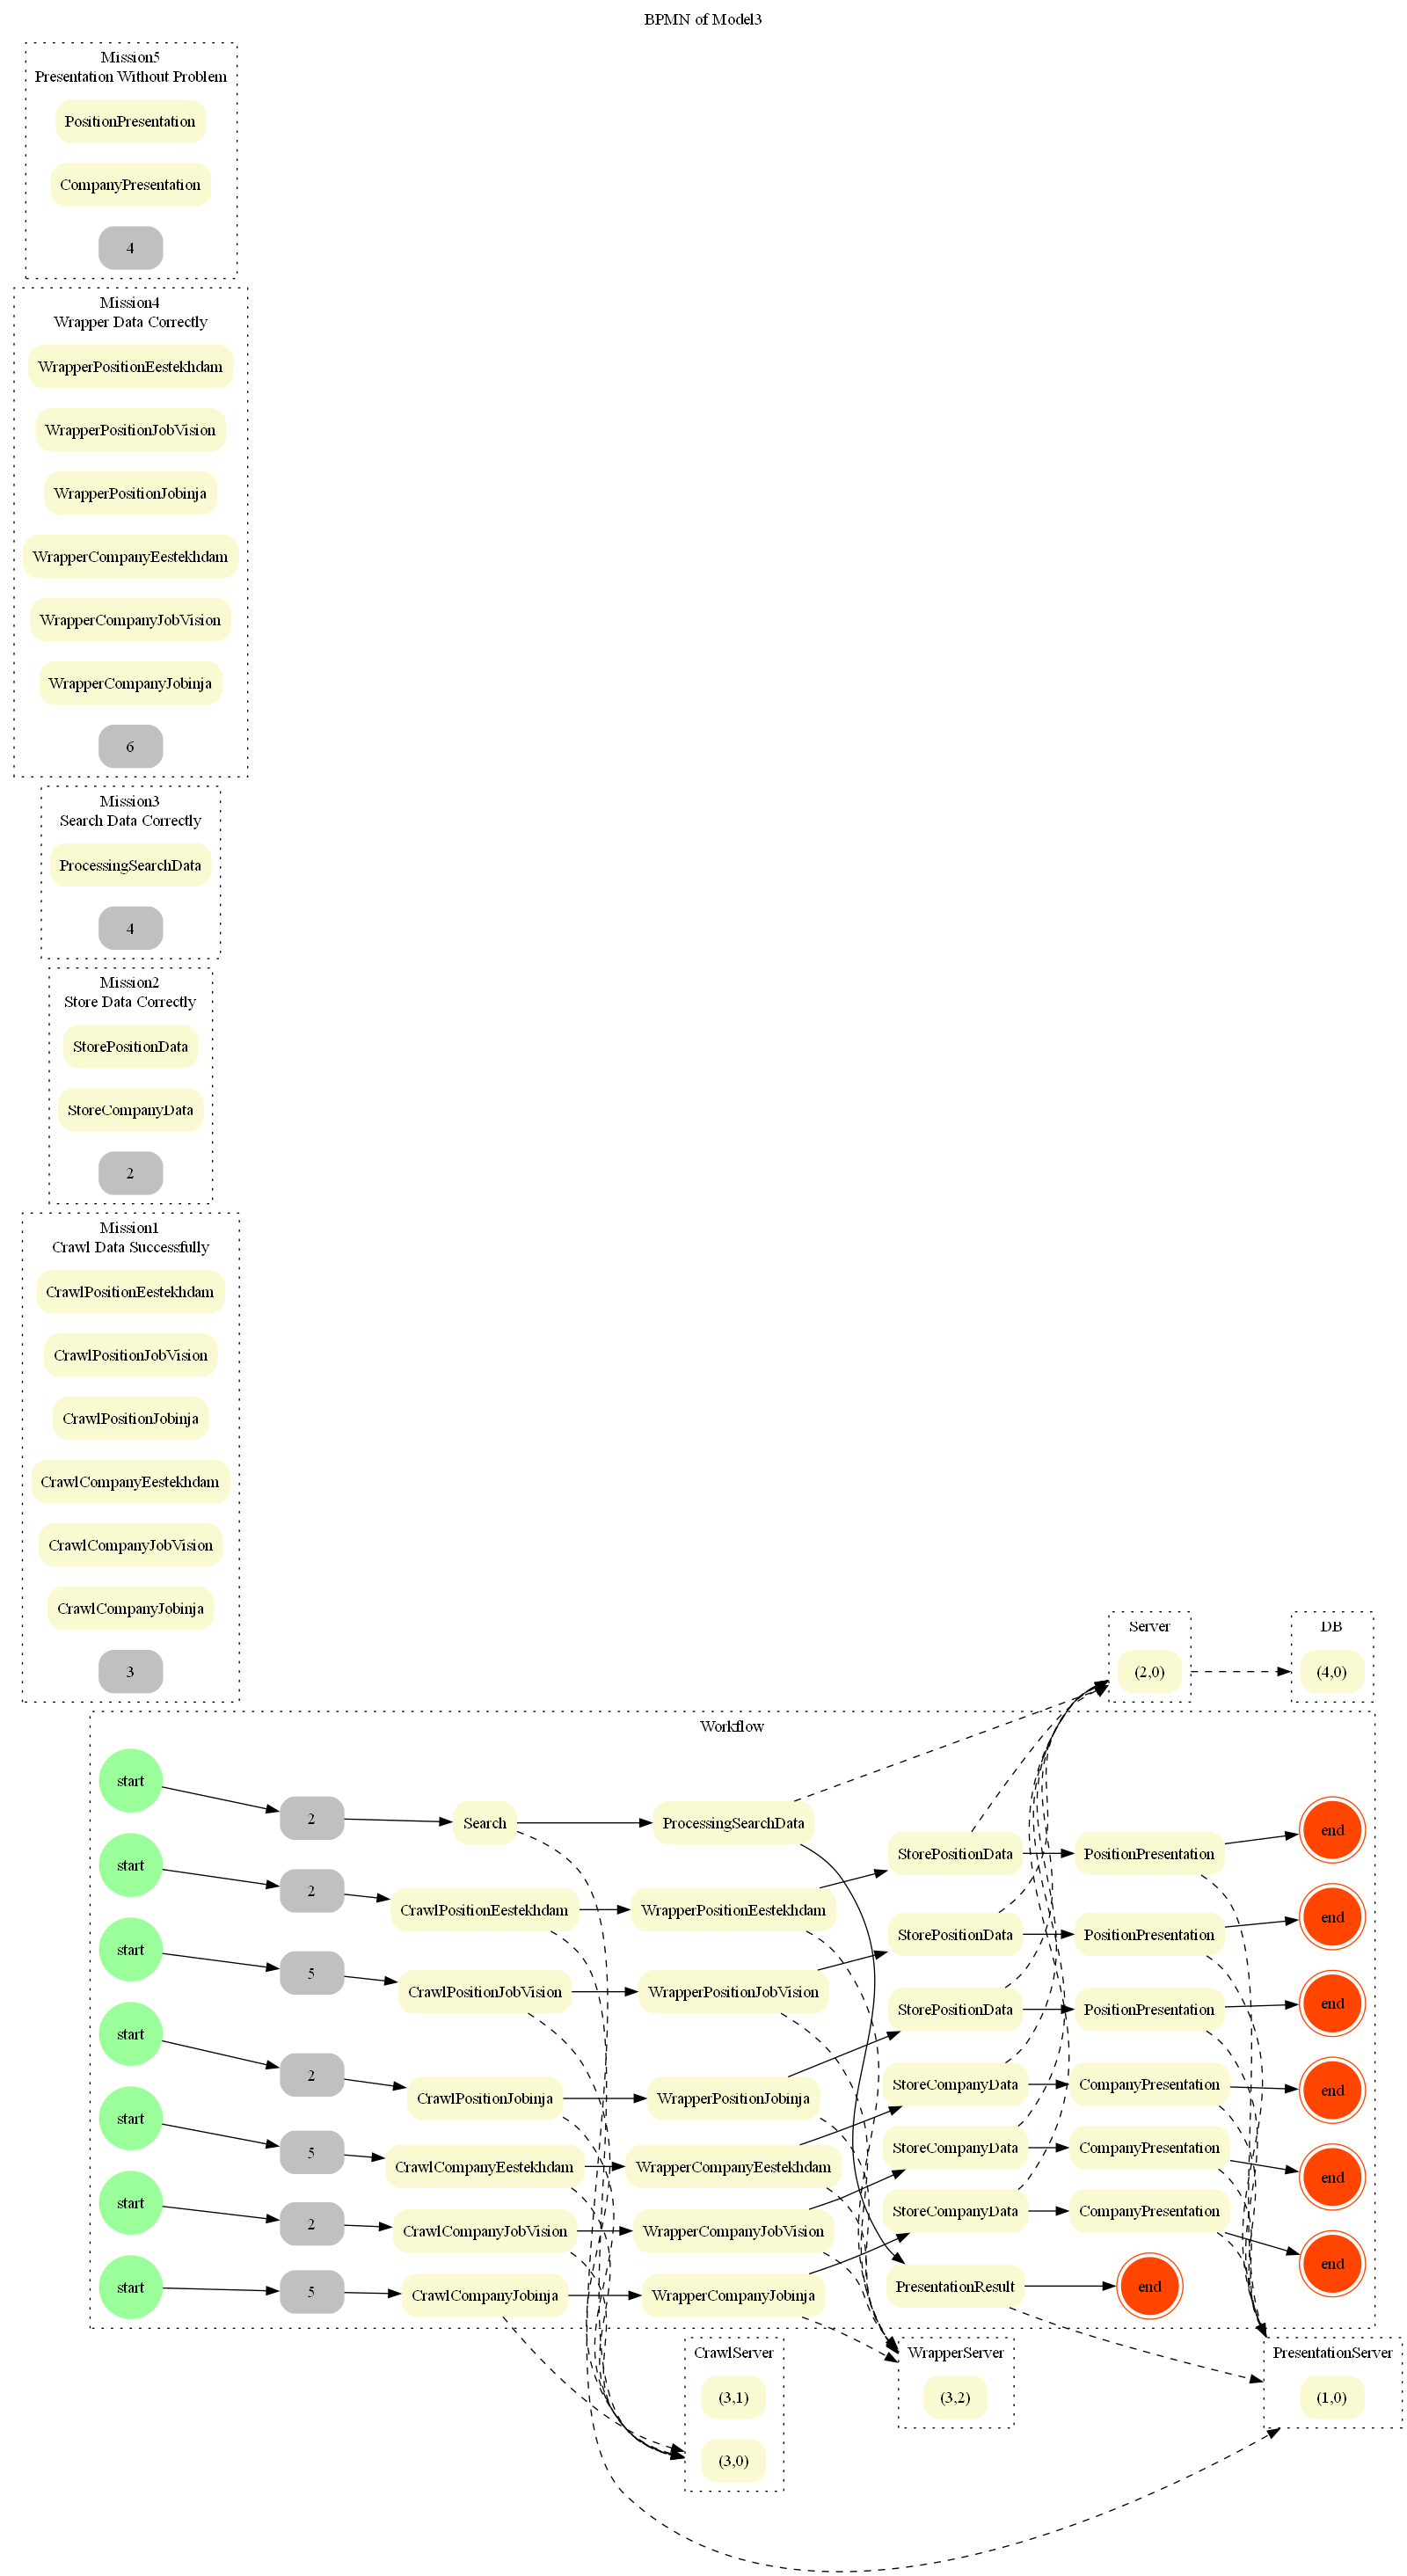 BPMN of Model3
Mission5
Presentation Without Problem
PositionPresentation
CompanyPresentation
4
Mission4
Wrapper Data Correctly
WrapperPositionEestekhdam
WrapperPositionJobVision
WrapperPositionJobinja
WrapperCompanyEestekhdam
WrapperCompanyJobVision
WrapperCompanyJobinja
6
Mission3
Search Data Correctly
ProcessingSearchData
4
Mission2
Store Data Correctly
StorePositionData
StoreCompanyData
2
Mission1
Crawl Data Successfully
CrawlPositionEestekhdam
CrawlPositionJobVision
CrawlPositionJobinja
CrawlCompanyEestekhdam
CrawlCompanyJobVision
CrawlCompanyJobinja
3
Server
(2,0)
DB
(4,0)
Workflow
start
2
Search
ProcessingSearchData
PresentationResult
end
start
2
CrawlPositionEestekhdam
WrapperPositionEestekhdam
StorePositionData
PositionPresentation
end
start
5
CrawlPositionJobVision
WrapperPositionJobVision
StorePositionData
PositionPresentation
end
start
2
CrawlPositionJobinja
WrapperPositionJobinja
StorePositionData
PositionPresentation
end
start
5
CrawlCompanyEestekhdam
WrapperCompanyEestekhdam
StoreCompanyData
CompanyPresentation
end
start
2
CrawlCompanyJobVision
WrapperCompanyJobVision
StoreCompanyData
CompanyPresentation
end
start
5
CrawlCompanyJobinja
WrapperCompanyJobinja
StoreCompanyData
CompanyPresentation
end
CrawlServer
(3,1)
(3,0)
WrapperServer
(3,2)
PresentationServer
(1,0)